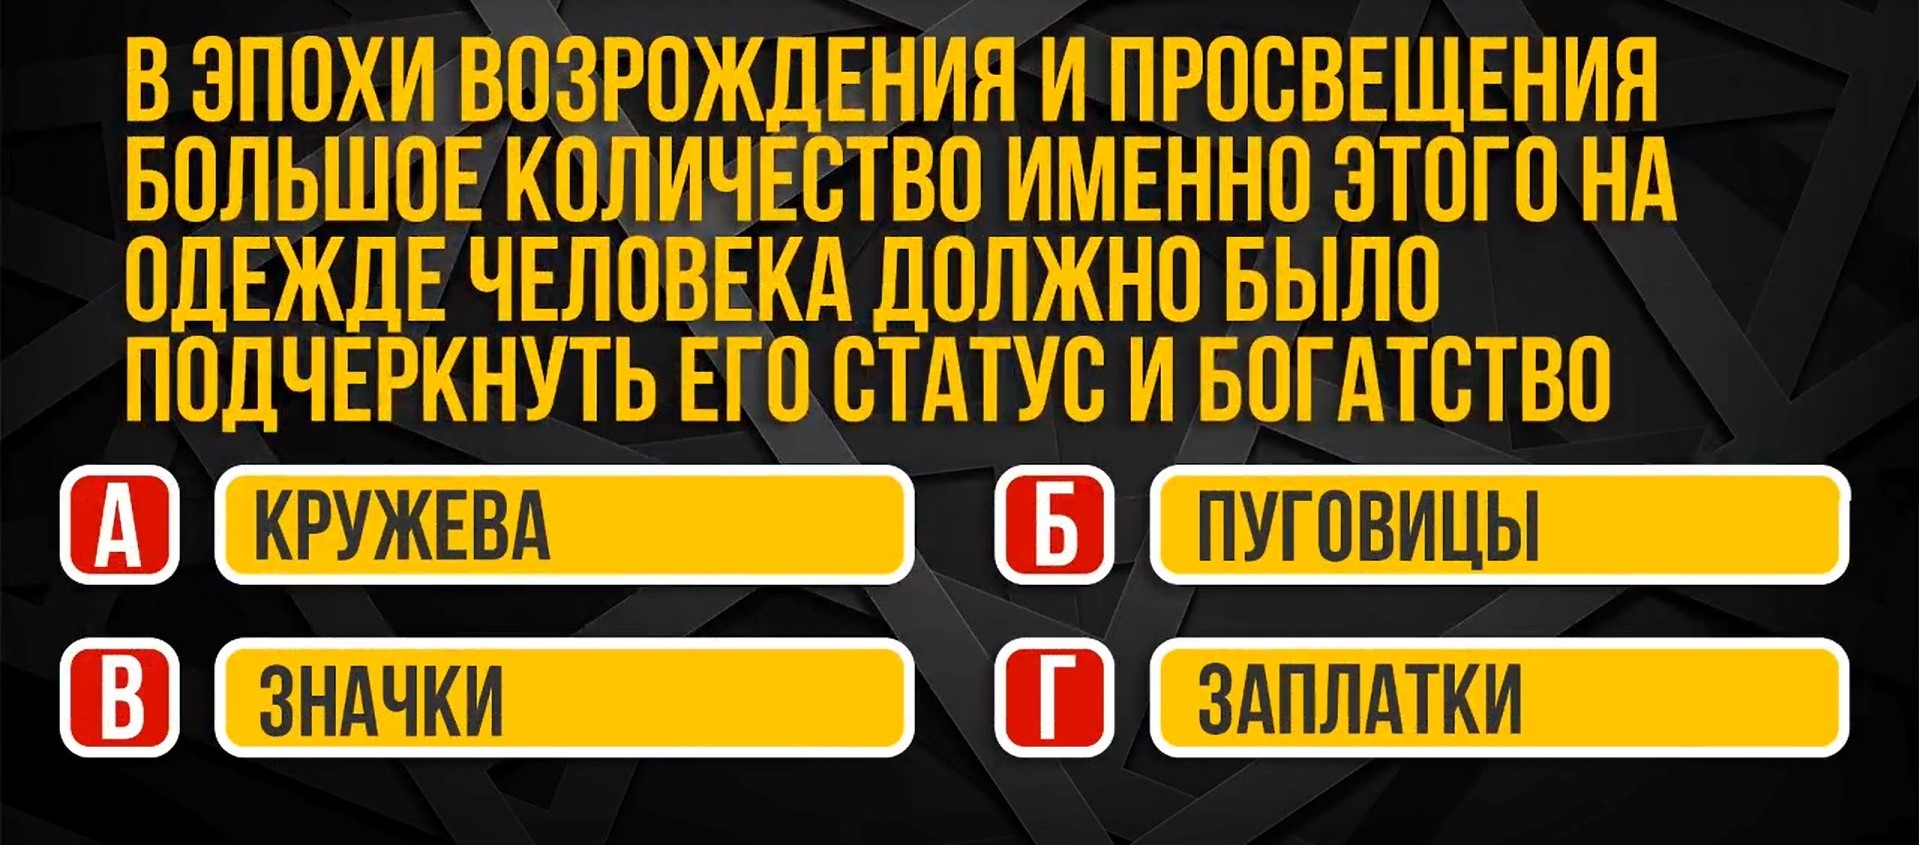 В ЭПОХИ ВОЗРОЖДЕНИЯ И ПРОСВЕЩЕНИЯ
БОЛЬШОЕ КОЛИЧЕСТВО ИМЕННО ЭТОГО НА
ОДЕЖДЕ ЧЕЛОВЕКА ДОЛЖНО БЫЛО
ПОДЧЕРКНУТЬ ЕГО СТАТУС И БОГАТСТВО
А КРУЖЕВА
Б ПУГОВИЦЫ
В ЗНАЧКИ
Г ЗАПЛАТКИ